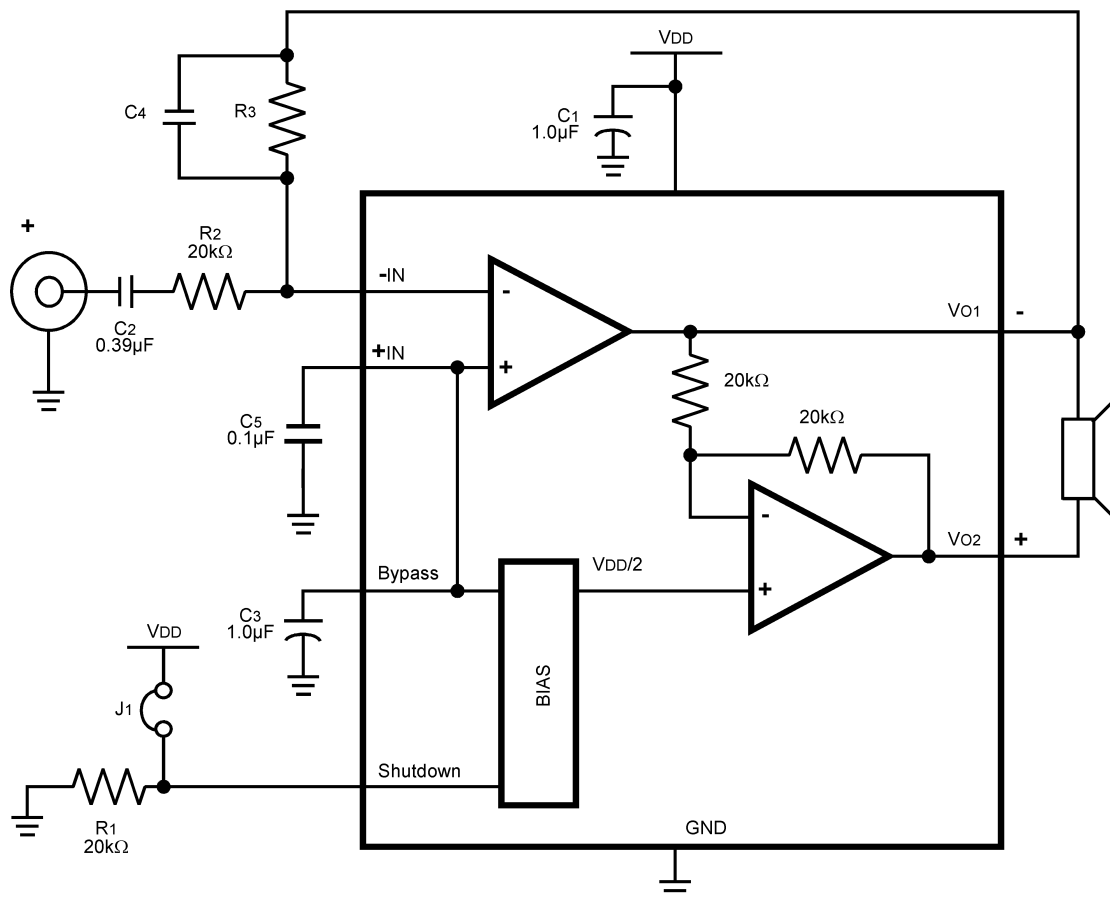 VDD
C4
R3
C1
1.0µF
+
R2
20kΩ
-IN
-
VO1
-
C2
0.39µF
+IN
+
20kΩ
C5
0.1µF
20kΩ
-
VO2
+
Bypass
VDD/2
+
C3
1.0µF
VDD
BIAS
J1
Shutdown
R1
20kΩ
GND